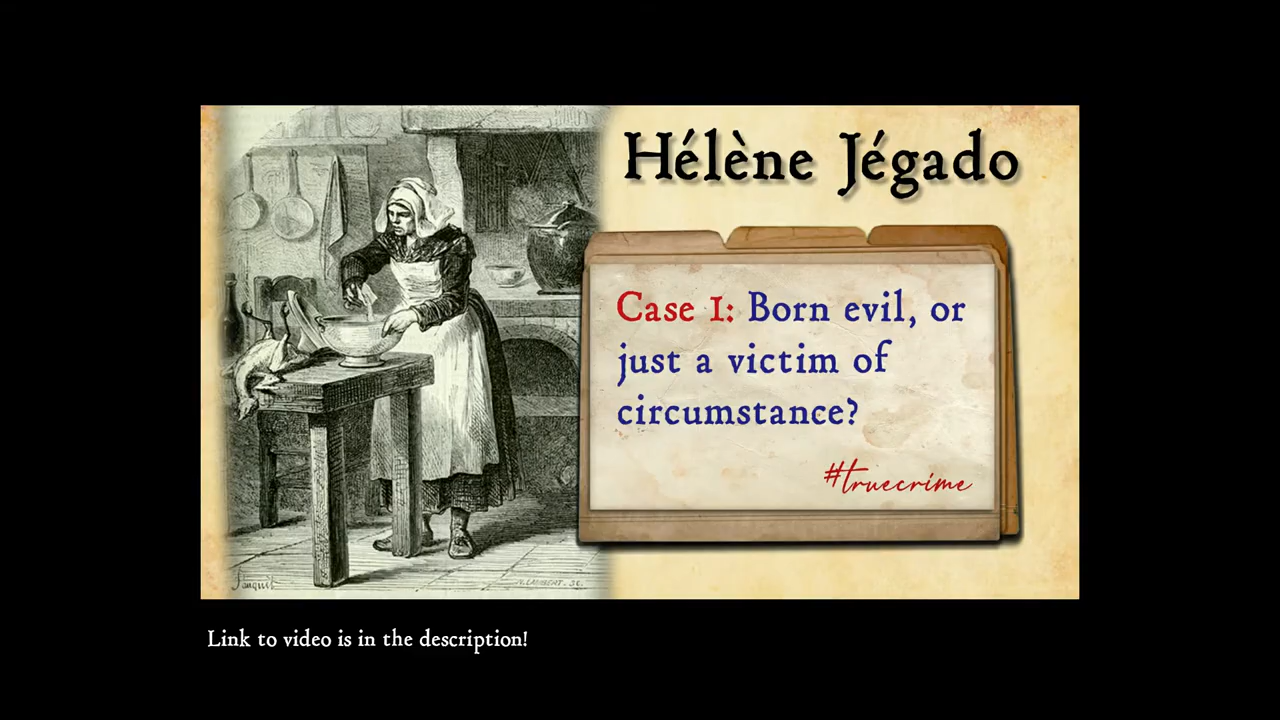 Hélène Jégado
Case 1: Born evil, or
just a victim of
circumstance?
#truecrime
Link to video is in the description!